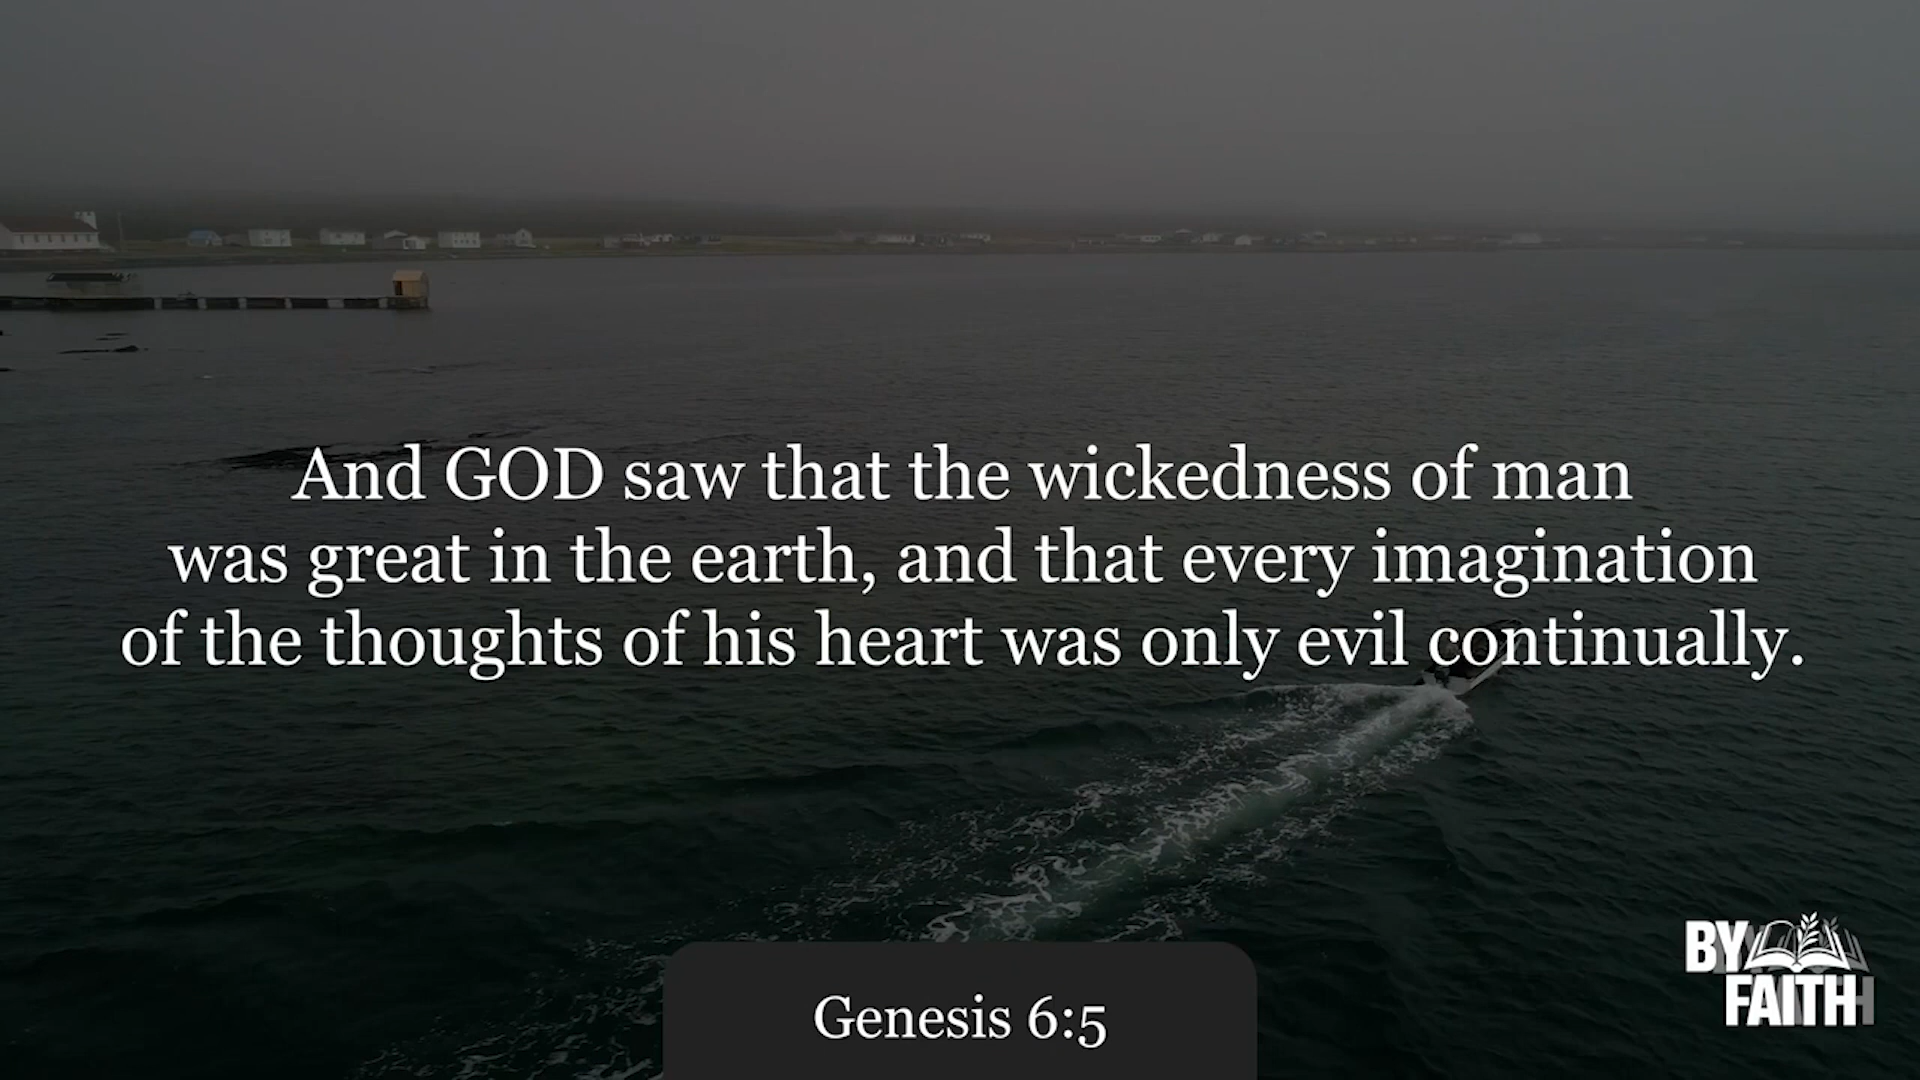 And GOD saw that the wickedness of man
was great in the earth, and that every imagination
of the thoughts of his heart was only evil continually.
Genesis 6:5
BY
FAITH